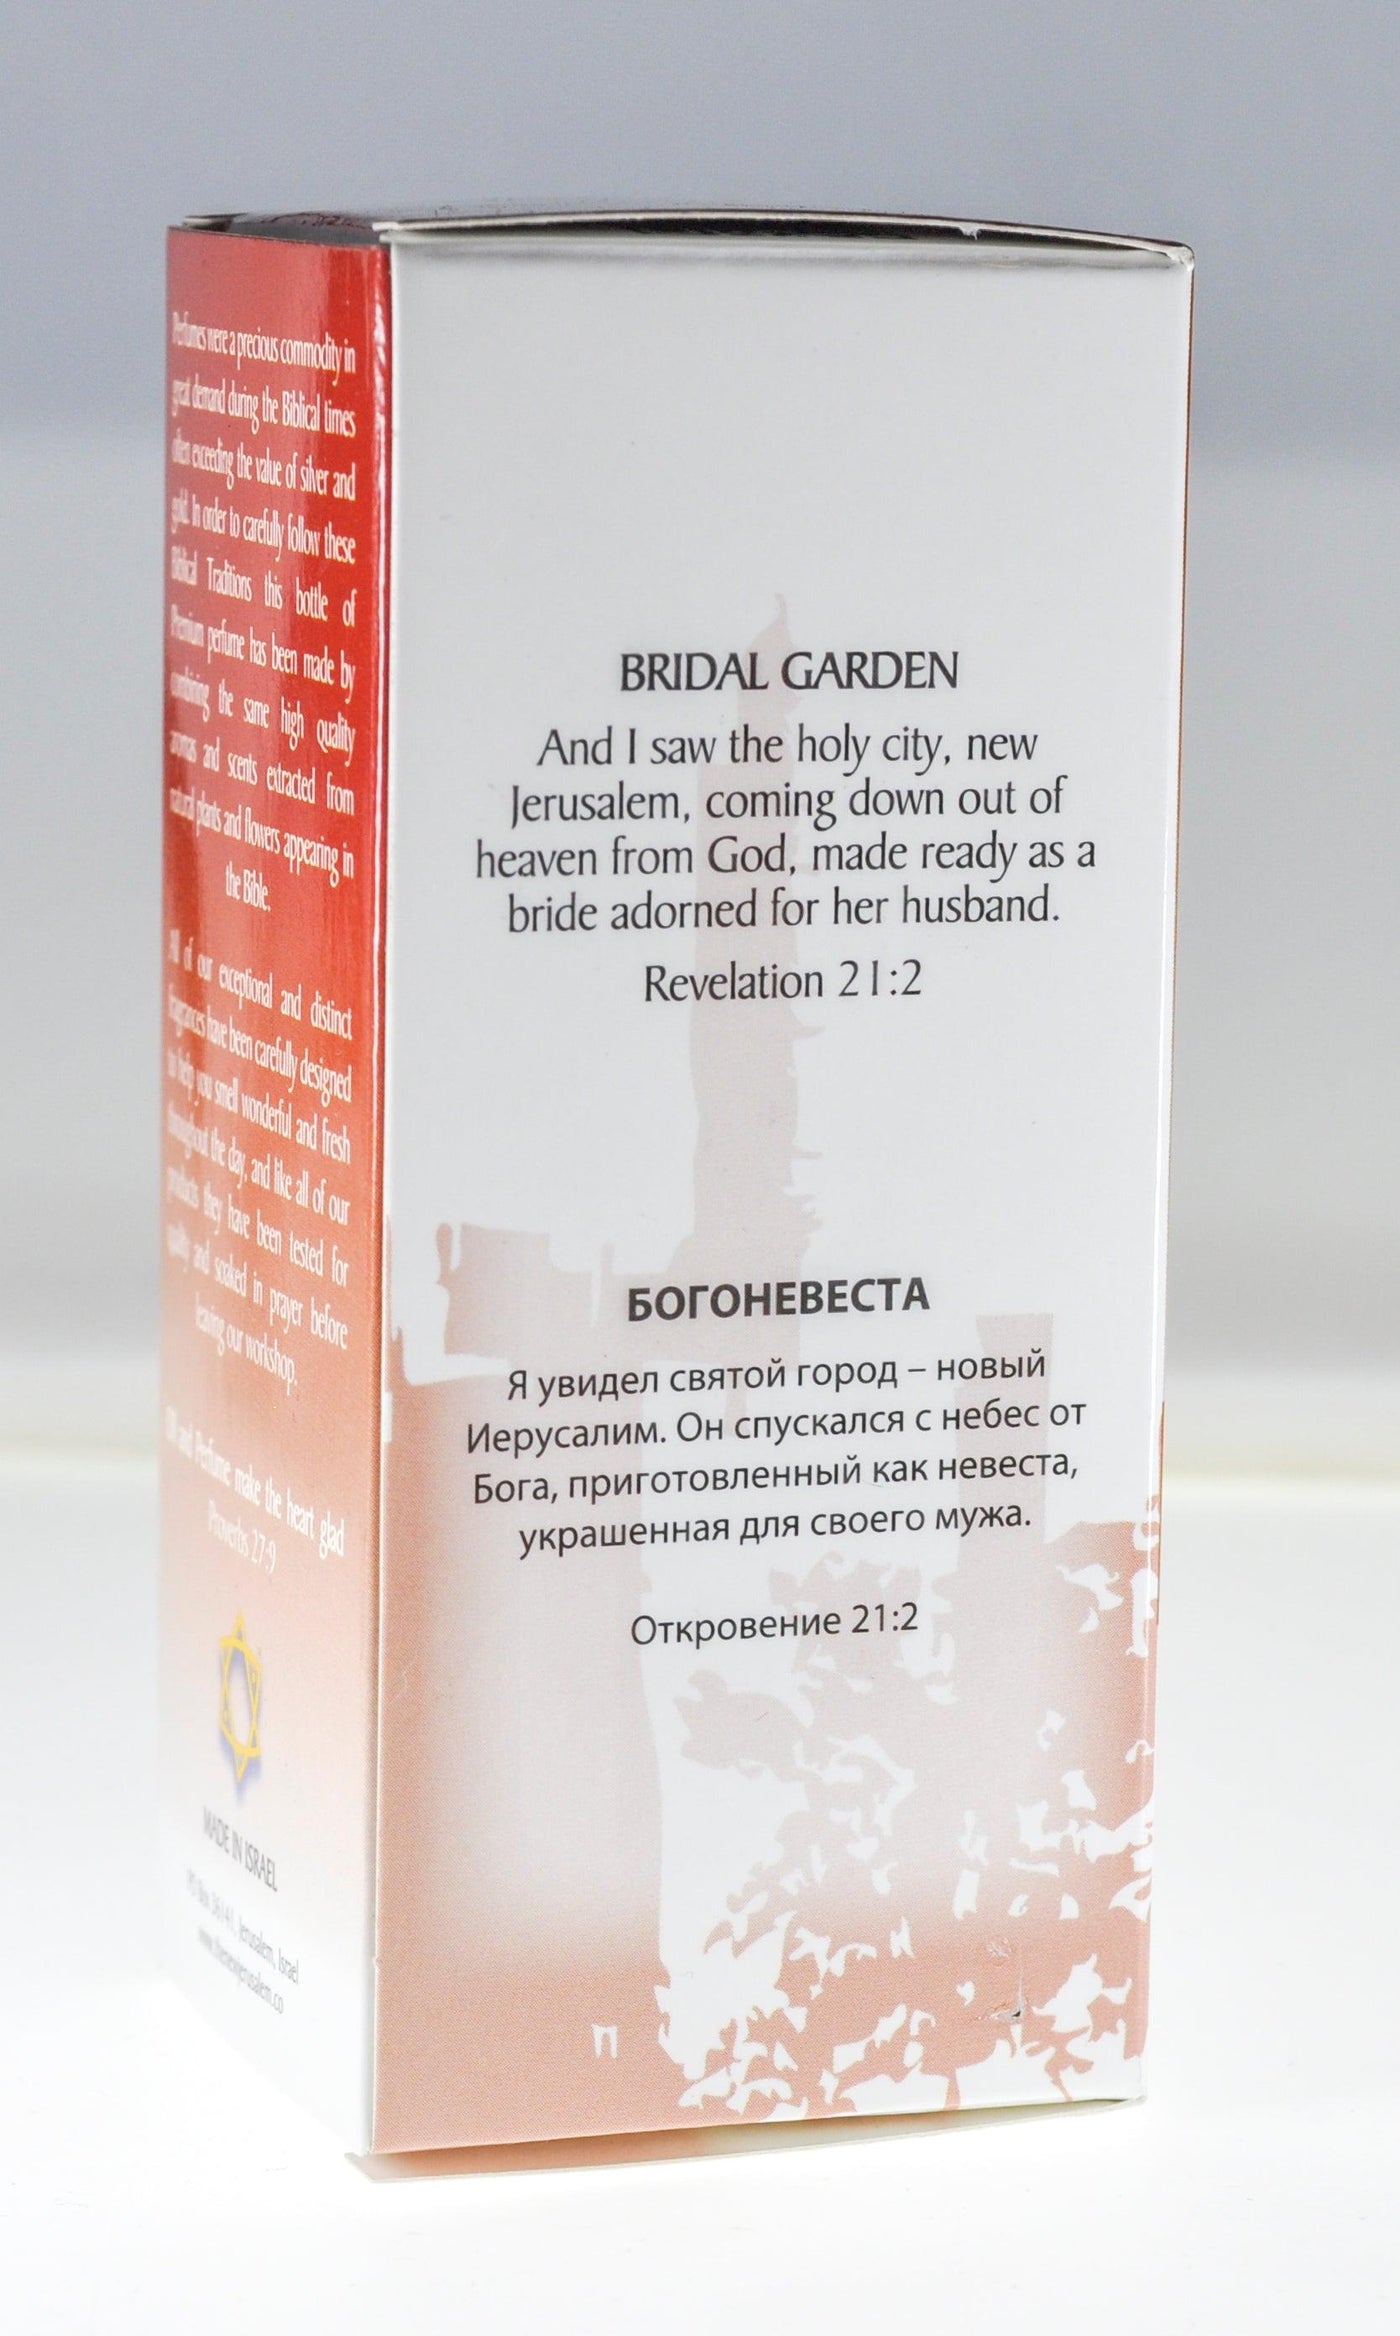 Perfumes were a precious commodity in
great demand during the Biblical times
often exceeding the value of silver and
gold. In order to carefully follow these
Biblical Traditions this bottle of
Premium perfume has been made by
combining the same high quality
aromas and scents extracted from
natural plants and flowers appearing in
the Bible.
All of our exceptional and distinct
fragrances have been carefully designed
to help you smell wonderful and fresh
throughout the day, and like all of our
products they have been tested for
quality and soaked in prayer before
leaving our workshop.
Oil and Perfume make the heart glad
Proverbs 27:9
MADE IN ISRAEL
PO Box 36141, Jerusalem, Israel
www.thenewjerusalem.co
BRIDAL GARDEN
And I saw the holy city, new
Jerusalem, coming down out of
heaven from God, made ready as a
bride adorned for her husband.
Revelation 21:2
БОГОНЕВЕСТА
Я увидел святой город – новый
Иерусалим. Он спускался с небес от
Бога, приготовленный как невеста,
украшенная для своего мужа.
Откровение 21:2